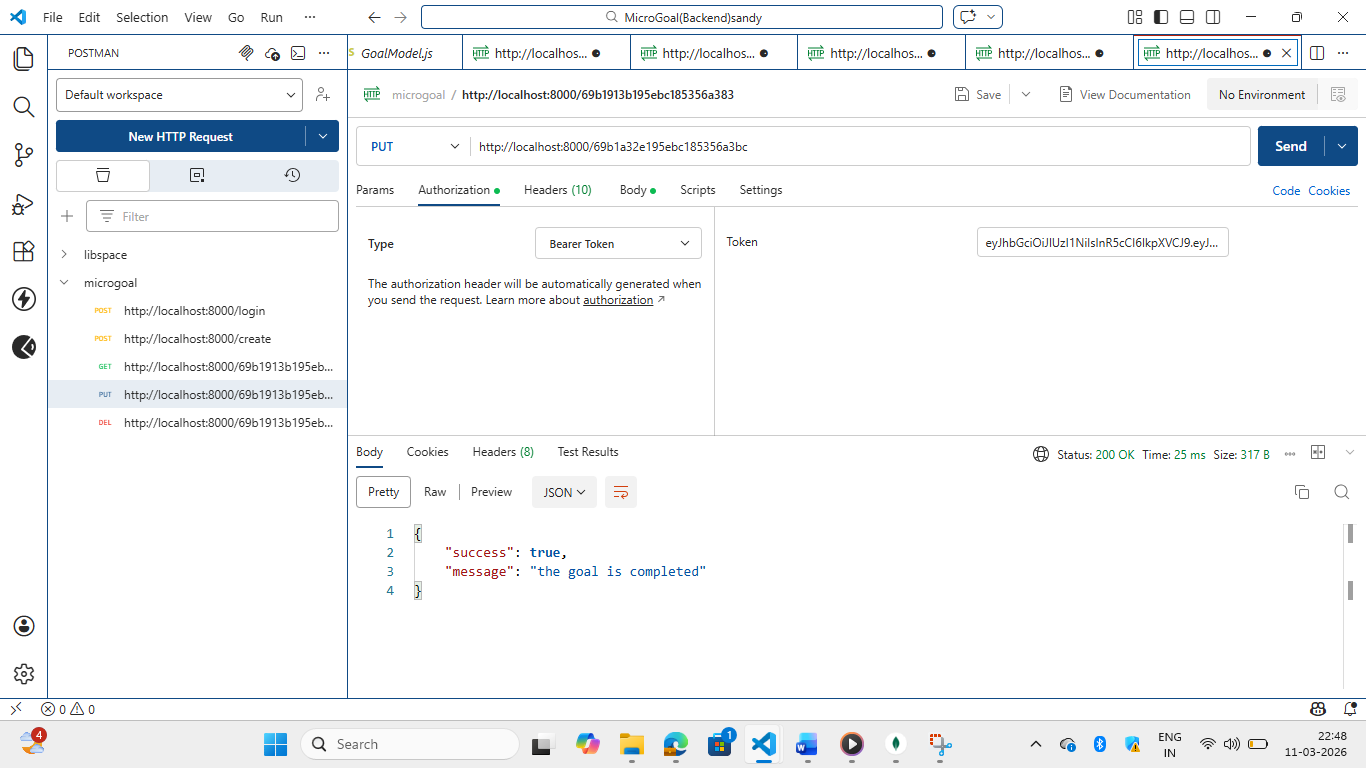 File Edit Selection View Go Run ··· MicroGoal(Backend)sandy
POSTMAN
GoalModel.js http://localhos... http://localhos... http://localhos... http://localhos... http://localhos...
Default workspace
New HTTP Request
Filter
libspace
microgoal
POST http://localhost:8000/login
POST http://localhost:8000/create
GET http://localhost:8000/69b1913b195eb...
PUT http://localhost:8000/69b1913b195eb...
DEL http://localhost:8000/69b1913b195eb...
HTTP microgoal / http://localhost:8000/69b1913b195ebc185356a383 Save View Documentation No Environment
PUT http://localhost:8000/69b1a32e195ebc185356a3bc Send
Params Authorization Headers (10) Body Scripts Settings Code Cookies
Type Bearer Token
The authorization header will be automatically generated when
you send the request. Learn more about authorization ↗
Token eyJhbGciOiJIUzI1NiIsInR5cCI6IkpXVCJ9.eyJ...
Body Cookies Headers (8) Test Results Status: 200 OK Time: 25 ms Size: 317 B
Pretty Raw Preview JSON
1 {
2 "success": true,
3 "message": "the goal is completed"
4 }
0 0
4 Search 1 ENG
IN
22:48
11-03-2026